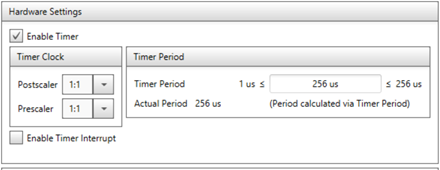 Hardware Settings
Enable Timer
Timer Clock
Postscaler 1:1
Prescaler 1:1
Timer Period
Timer Period 1 us ≤ 256 us ≤ 256 us
Actual Period 256 us (Period calculated via Timer Period)
Enable Timer Interrupt